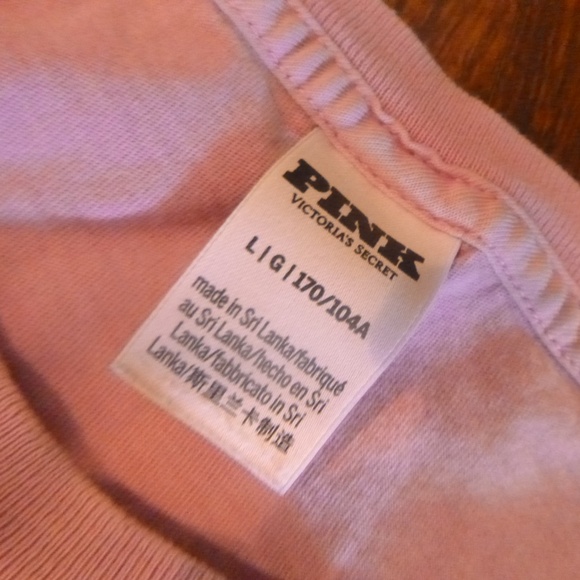 PINK
VICTORIA'S SECRET
L | G | 170/104A
made in Sri Lanka/fabriqué
au Sri Lanka/hecho en Sri
Lanka/fabbricato in Sri
Lanka/斯里兰卡制造